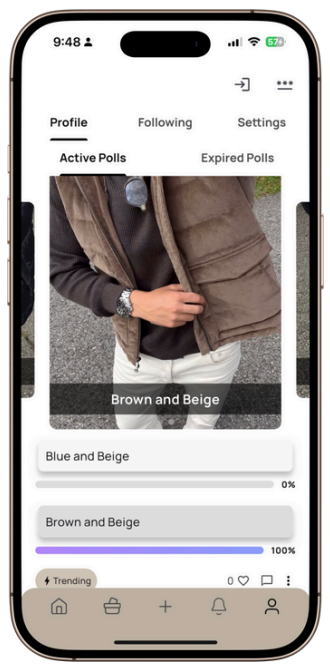 9:48
57
Profile Following Settings
Active Polls Expired Polls
Brown and Beige
Blue and Beige
0%
Brown and Beige
100%
Trending 0